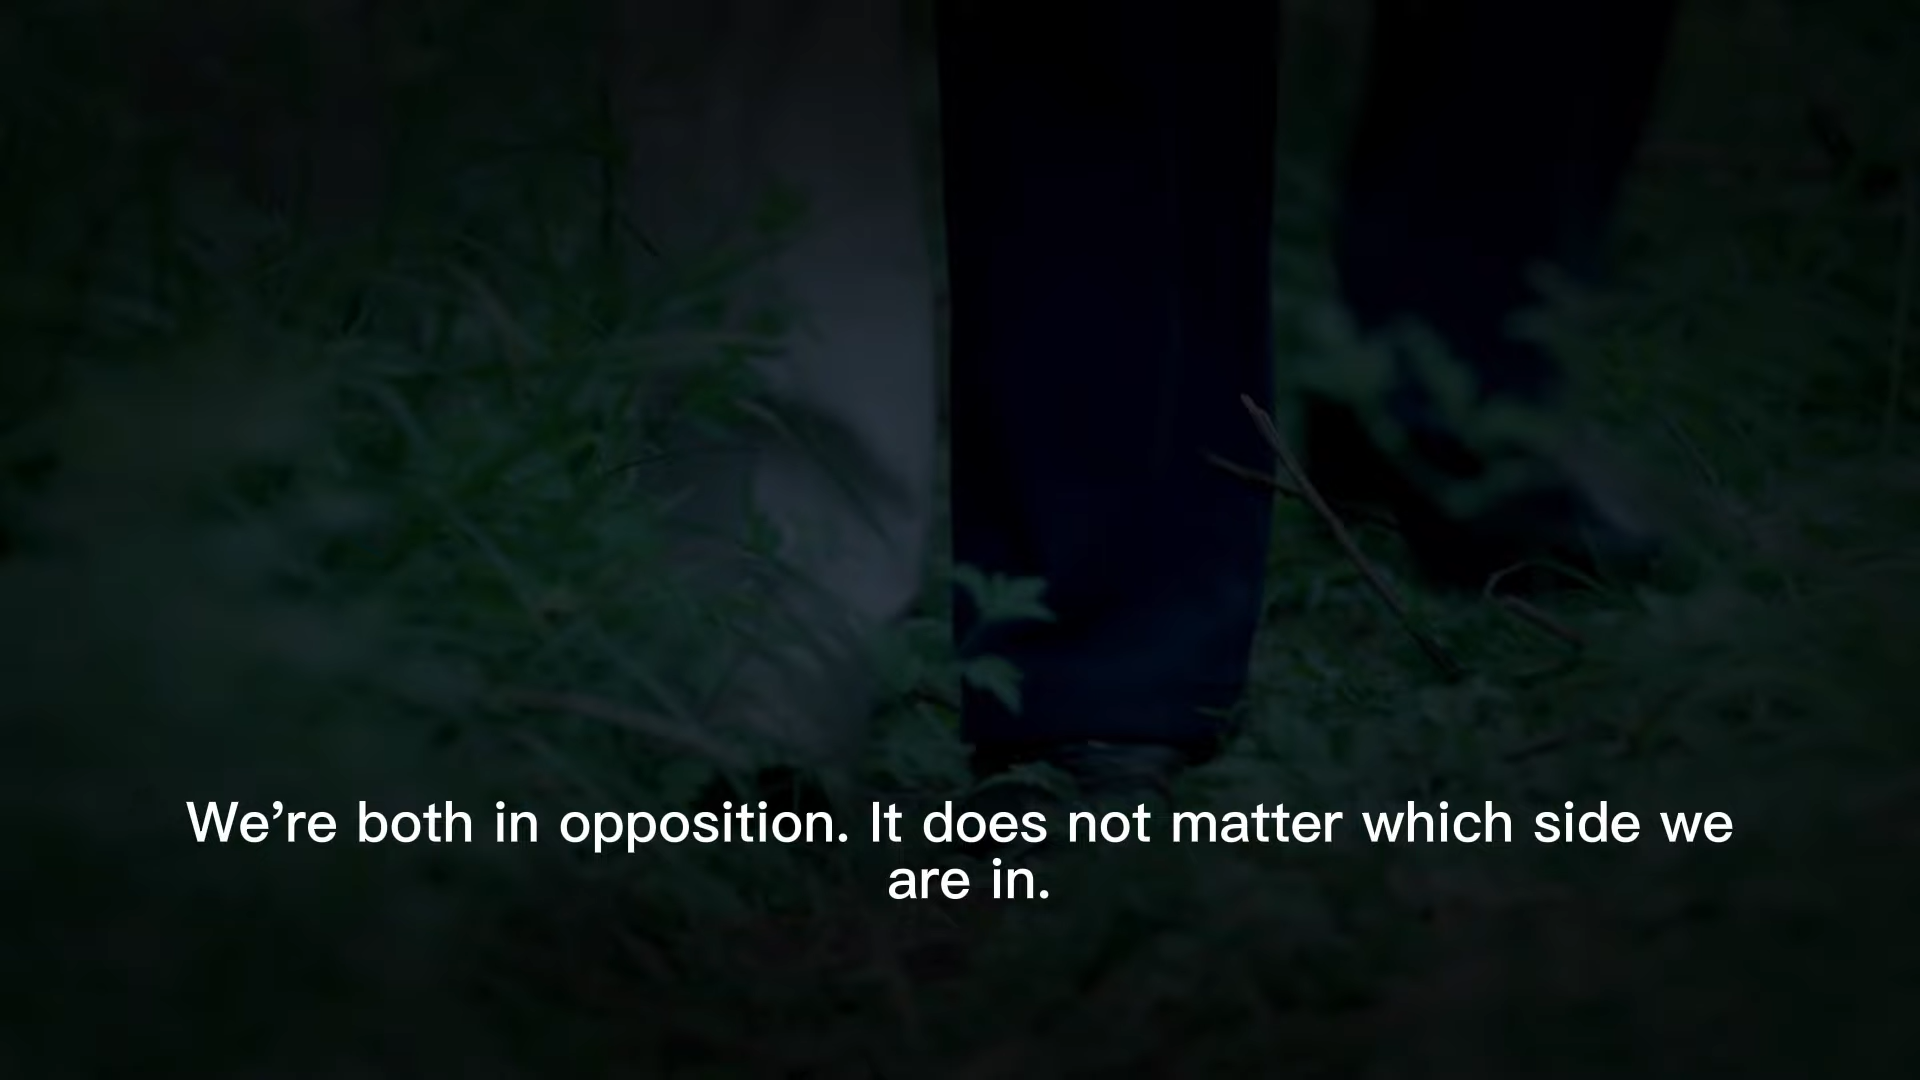 We’re both in opposition. It does not matter which side we
are in.